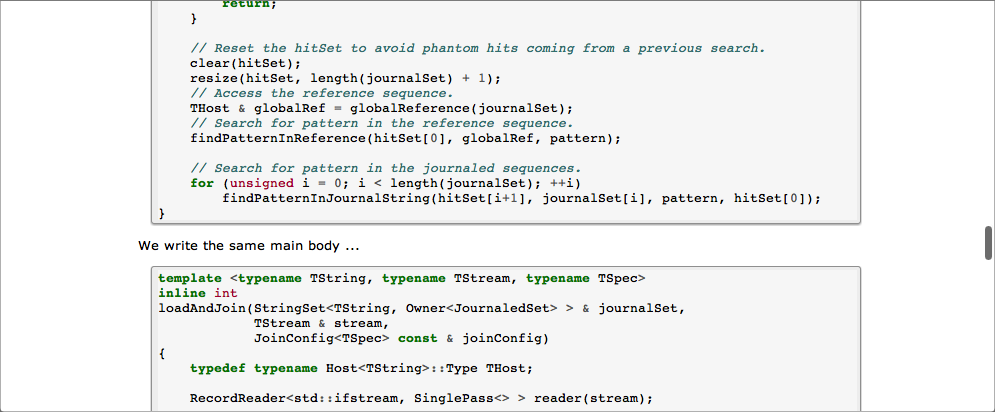 return;
}
// Reset the hitSet to avoid phantom hits coming from a previous search.
clear(hitSet);
resize(hitSet, length(journalSet) + 1);
// Access the reference sequence.
THost & globalRef = globalReference(journalSet);
// Search for pattern in the reference sequence.
findPatternInReference(hitSet[0], globalRef, pattern);
// Search for pattern in the journaled sequences.
for (unsigned i = 0; i < length(journalSet); ++i)
findPatternInJournalString(hitSet[i+1], journalSet[i], pattern, hitSet[0]);
}
We write the same main body ...
template <typename TString, typename TStream, typename TSpec>
inline int
loadAndJoin(StringSet<TString, Owner<JournaledSet> > & journalSet,
TStream & stream,
JoinConfig<TSpec> const & joinConfig)
{
typedef typename Host<TString>::Type THost;
RecordReader<std::ifstream, SinglePass<> > reader(stream);